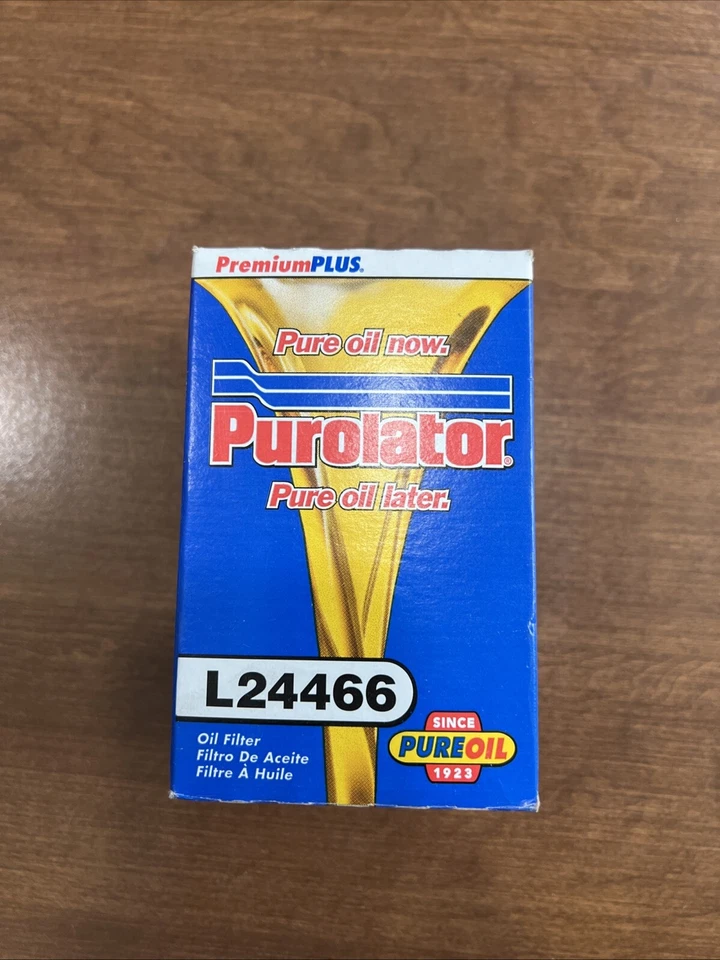 PremiumPLUS®
Pure oil now.
Purolator®
Pure oil later.
L24466
Oil Filter
Filtro De Aceite
Filtre À Huile
SINCE
PUREOIL
1923